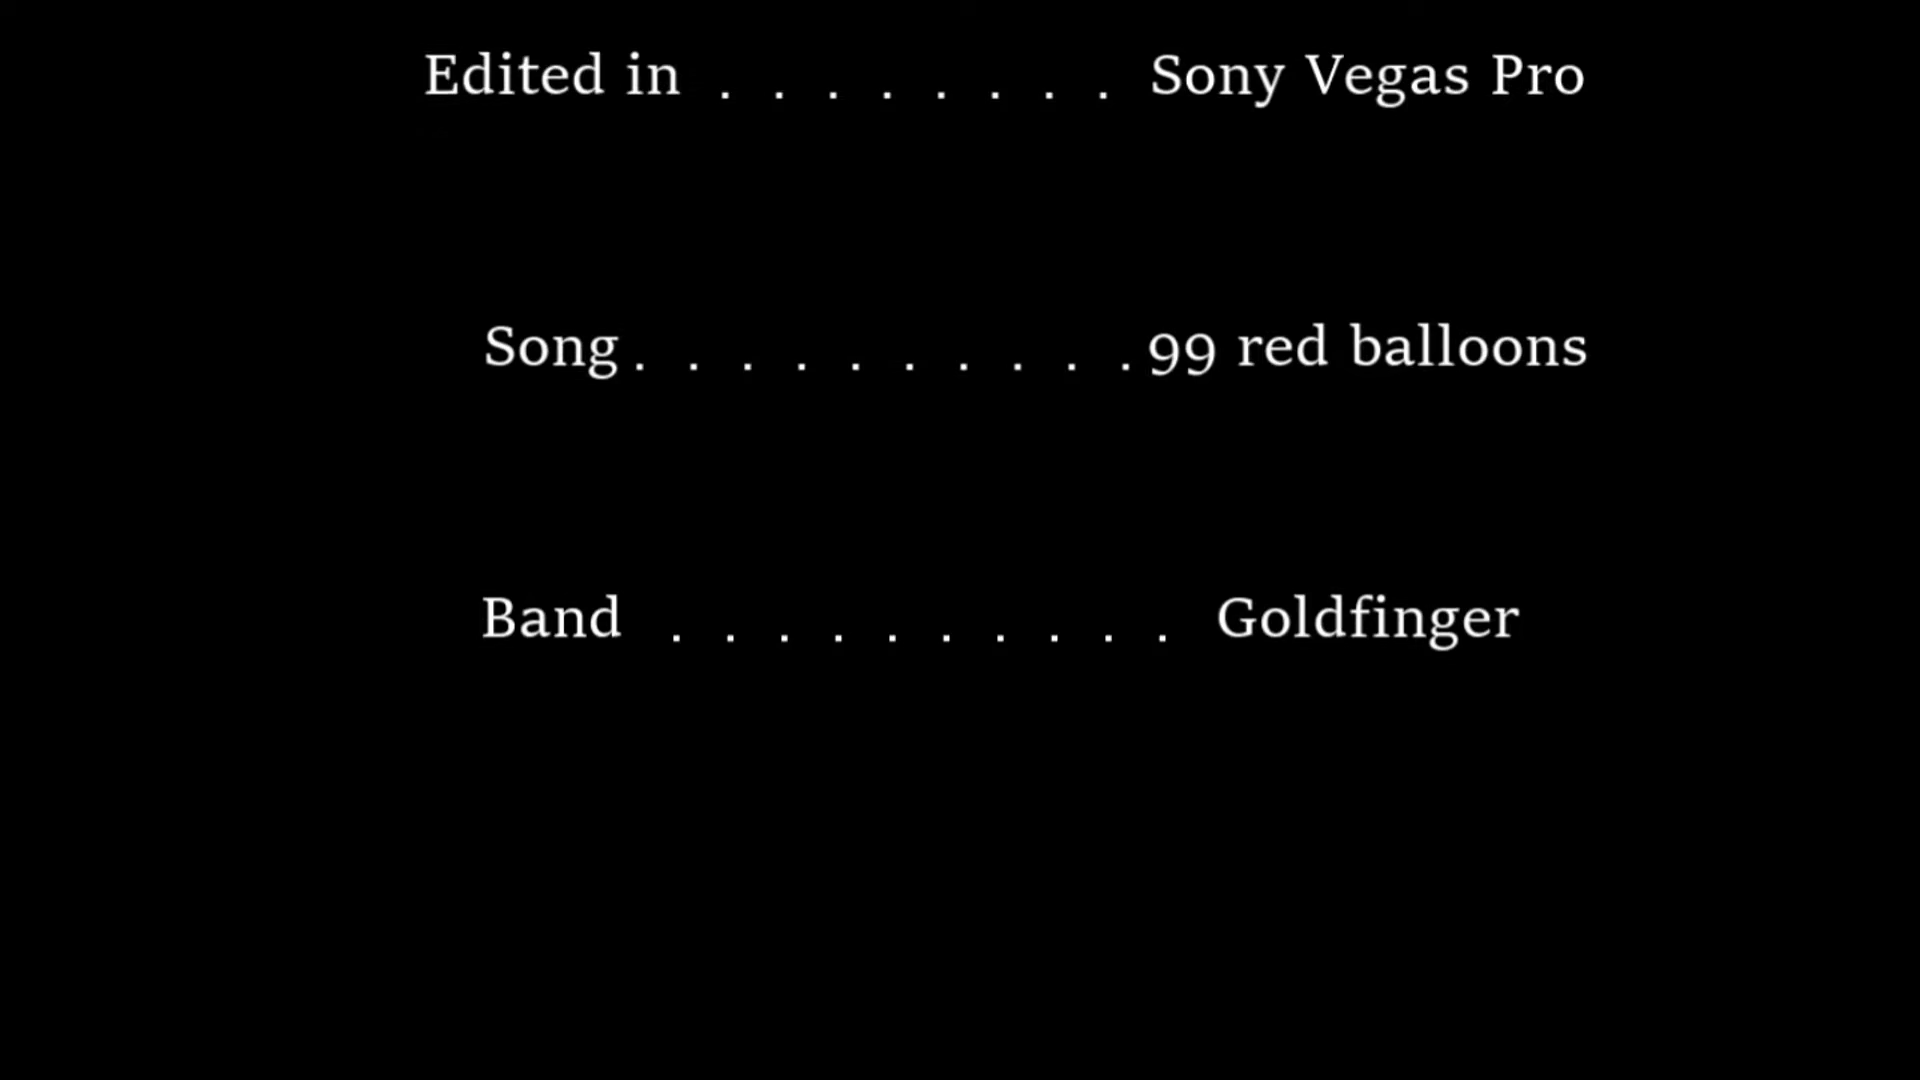 Edited in . . . . . . . . Sony Vegas Pro
Song. . . . . . . . . .99 red balloons
Band . . . . . . . . . . Goldfinger